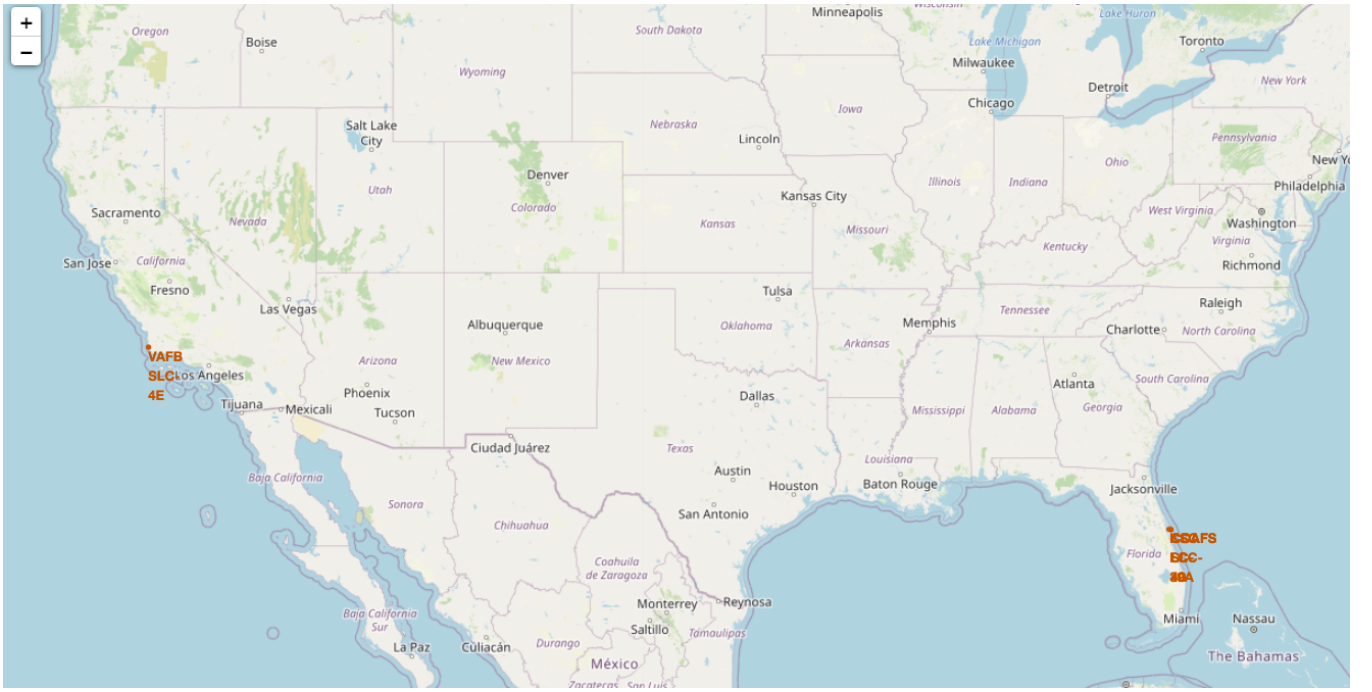 +
−
Oregon
Boise
Wyoming
South Dakota
Minneapolis
Wisconsin
Lake Huron
Lake Michigan
Toronto
Milwaukee
Detroit
New York
Chicago
Iowa
Nebraska
Lincoln
Salt Lake
City
Pennsylvania
New Yo
Ohio
Illinois
Indiana
Philadelphia
Utah
Denver
Colorado
Kansas City
Kansas
Missouri
West Virginia
Washington
Virginia
Richmond
Kentucky
Sacramento
Nevada
San Jose
California
Fresno
Las Vegas
Tulsa
Oklahoma
Tennessee
Raleigh
Memphis
Charlotte
North Carolina
Albuquerque
New Mexico
Arizona
Arkansas
VAFB
SLC-
4E
Los Angeles
Phoenix
Tucson
Tijuana
Mexicali
Dallas
Atlanta
South Carolina
Mississippi
Alabama
Georgia
Ciudad Juárez
Texas
Louisiana
Baton Rouge
Jacksonville
Austin
Houston
San Antonio
Baja California
Sonora
Chihuahua
Coahuila
de Zaragoza
Florida
Monterrey
Reynosa
Saltillo
Tamaulipas
Baja California
Sur
La Paz
Culiacán
Durango
México
Zacatecas
San Luis
Miami
Nassau
The Bahamas